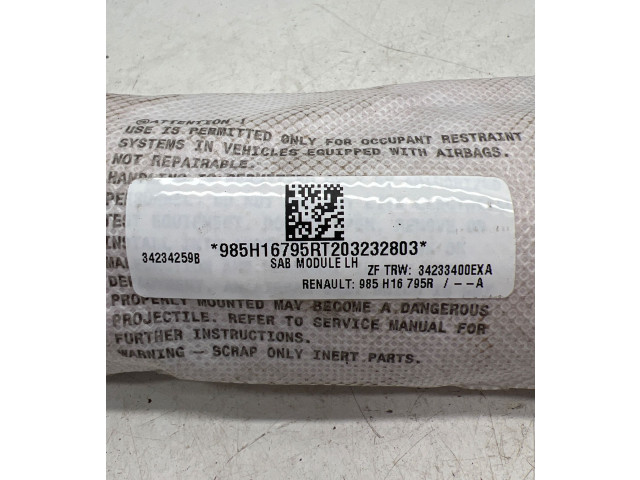 @ATTENTION !
USE IS PERMITTED ONLY FOR OCCUPANT RESTRAINT
SYSTEMS IN VEHICLES EQUIPPED WITH AIRBAGS.
NOT REPAIRABLE.
*985H16795RT203232803*
34234259B
SAB MODULE LH
ZF TRW: 34233400EXA
RENAULT: 985 H16 795R / --A
PROPERLY MOUNTED MAY BECOME A DANGEROUS
PROJECTILE. REFER TO SERVICE MANUAL FOR
FURTHER INSTRUCTIONS.
WARNING - SCRAP ONLY INERT PARTS.